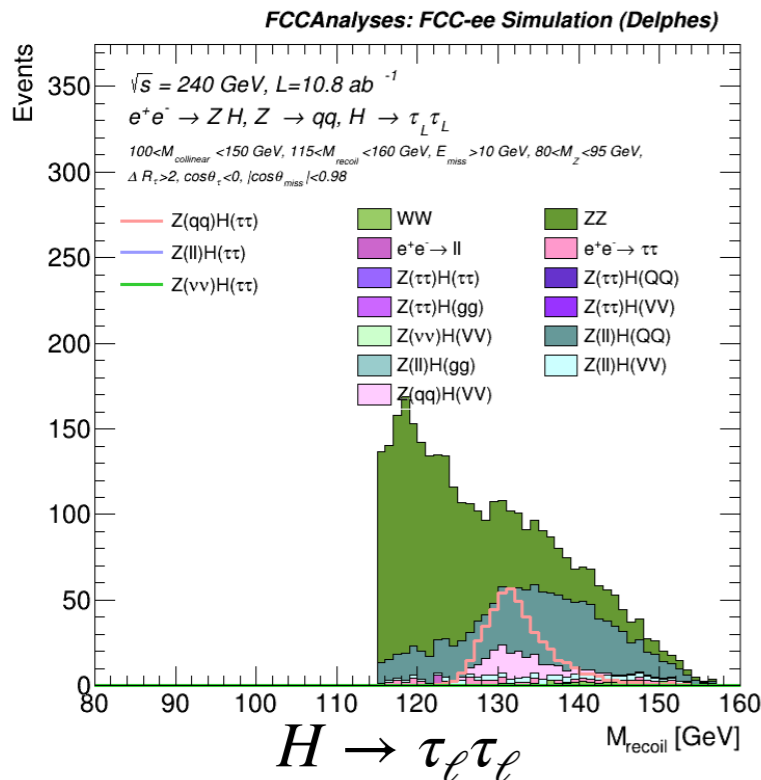 FCCAnalyses: FCC-ee Simulation (Delphes)
Events
√s = 240 GeV, L=10.8 ab⁻¹
e⁺e⁻ → Z H, Z → qq, H → τ_L τ_L
100<M_collinear <150 GeV, 115<M_recoil <160 GeV, E_miss >10 GeV, 80<M_Z <95 GeV,
Δ R_τ>2, cosθ_τ<0, |cosθ_miss|<0.98
Z(qq)H(ττ)
Z(ll)H(ττ)
Z(νν)H(ττ)
WW ZZ
e⁺e⁻→ ll e⁺e⁻→ ττ
Z(ττ)H(ττ) Z(ττ)H(QQ)
Z(ττ)H(gg) Z(ττ)H(VV)
Z(νν)H(VV) Z(ll)H(QQ)
Z(ll)H(gg) Z(ll)H(VV)
Z(qq)H(VV)
350
300
250
200
150
100
50
0
80 90 100 110 120 130 140 150 160
M_recoil [GeV]
H → τ_ℓ τ_ℓ